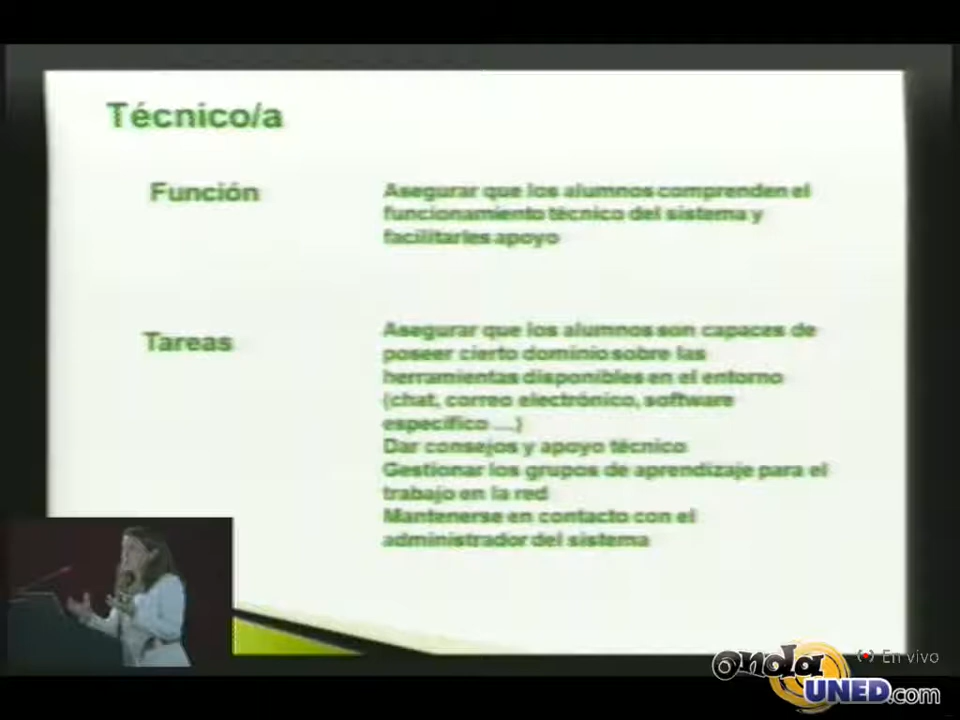 Técnico/a
Función
Asegurar que los alumnos comprenden el
funcionamiento técnico del sistema y
facilitarles apoyo
Tareas
Asegurar que los alumnos son capaces de
poseer cierto dominio sobre las
herramientas disponibles en el entorno
(chat, correo electrónico, software
específico ...)
Dar consejos y apoyo técnico
Gestionar los grupos de aprendizaje para el
trabajo en la red
Mantenerse en contacto con el
administrador del sistema
En vivo
onda
UNED.com